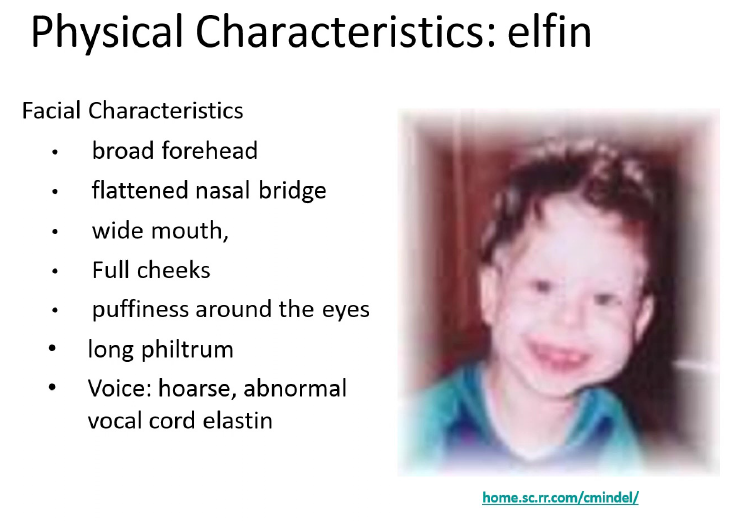 Physical Characteristics: elfin
Facial Characteristics
• broad forehead
• flattened nasal bridge
• wide mouth,
• Full cheeks
• puffiness around the eyes
• long philtrum
• Voice: hoarse, abnormal
vocal cord elastin
home.sc.rr.com/cmindel/